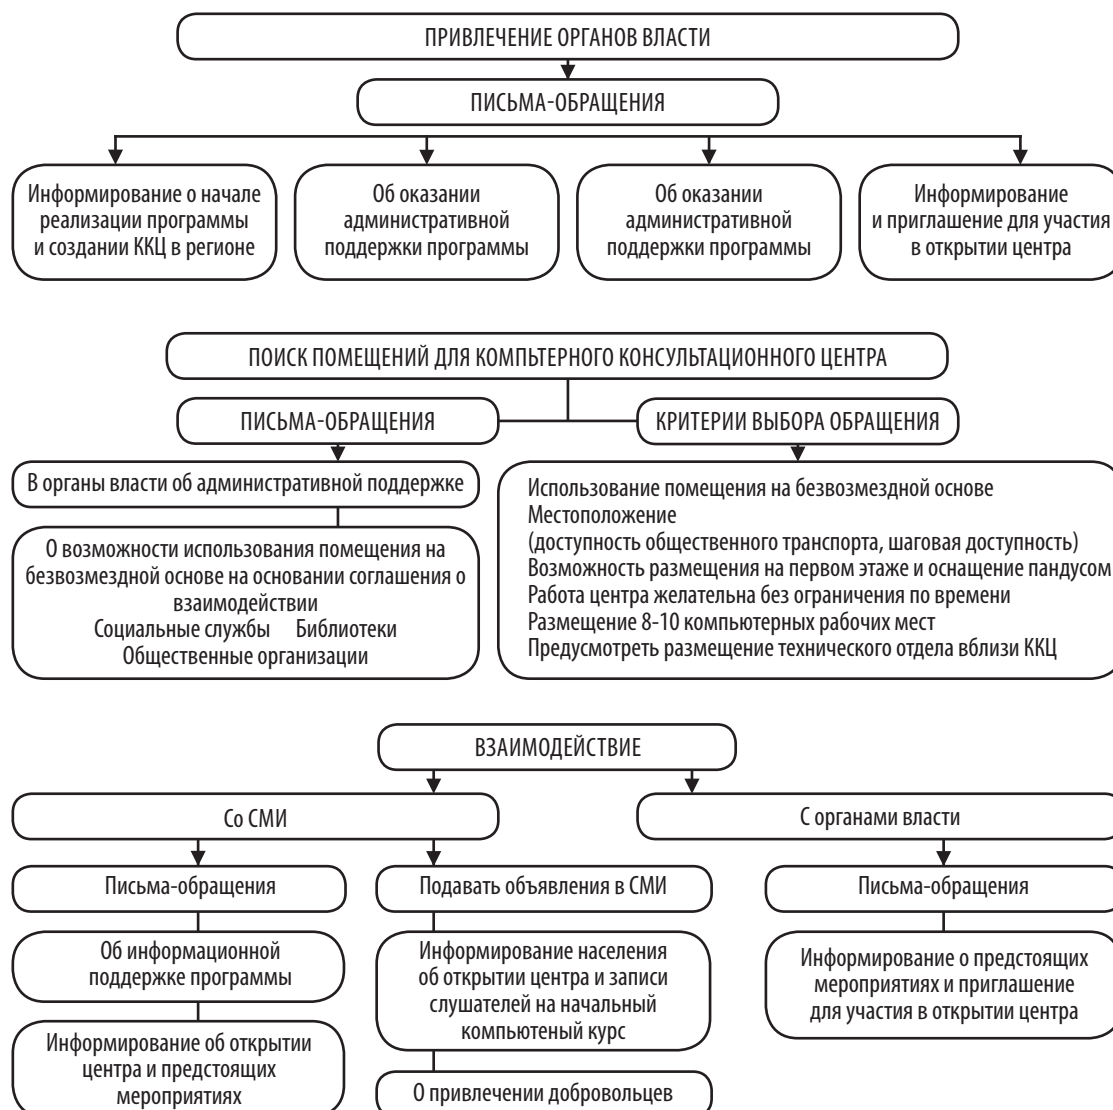 ПРИВЛЕЧЕНИЕ ОРГАНОВ ВЛАСТИ
ПИСЬМА-ОБРАЩЕНИЯ
Информирование о начале
реализации программы
и создании ККЦ в регионе
Об оказании
административной
поддержки программы
Об оказании
административной
поддержки программы
Информирование
и приглашение для участия
в открытии центра
ПОИСК ПОМЕЩЕНИЙ ДЛЯ КОМПЬТЕРНОГО КОНСУЛЬТАЦИОННОГО ЦЕНТРА
ПИСЬМА-ОБРАЩЕНИЯ
В органы власти об административной поддержке
О возможности использования помещения на
безвозмездной основе на основании соглашения о
взаимодействии
Социальные службы Библиотеки
Общественные организации
КРИТЕРИИ ВЫБОРА ОБРАЩЕНИЯ
Использование помещения на безвозмездной основе
Местоположение
(доступность общественного транспорта, шаговая доступность)
Возможность размещения на первом этаже и оснащение пандусом
Работа центра желательна без ограничения по времени
Размещение 8-10 компьютерных рабочих мест
Предусмотреть размещение технического отдела вблизи ККЦ
ВЗАИМОДЕЙСТВИЕ
Со СМИ
Письма-обращения
Об информационной
поддержке программы
Информирование об открытии
центра и предстоящих
мероприятиях
Подавать объявления в СМИ
Информирование населения
об открытии центра и записи
слушателей на начальный
компьютеный курс
О привлечении добровольцев
С органами власти
Письма-обращения
Информирование о предстоящих
мероприятиях и приглашение
для участия в открытии центра